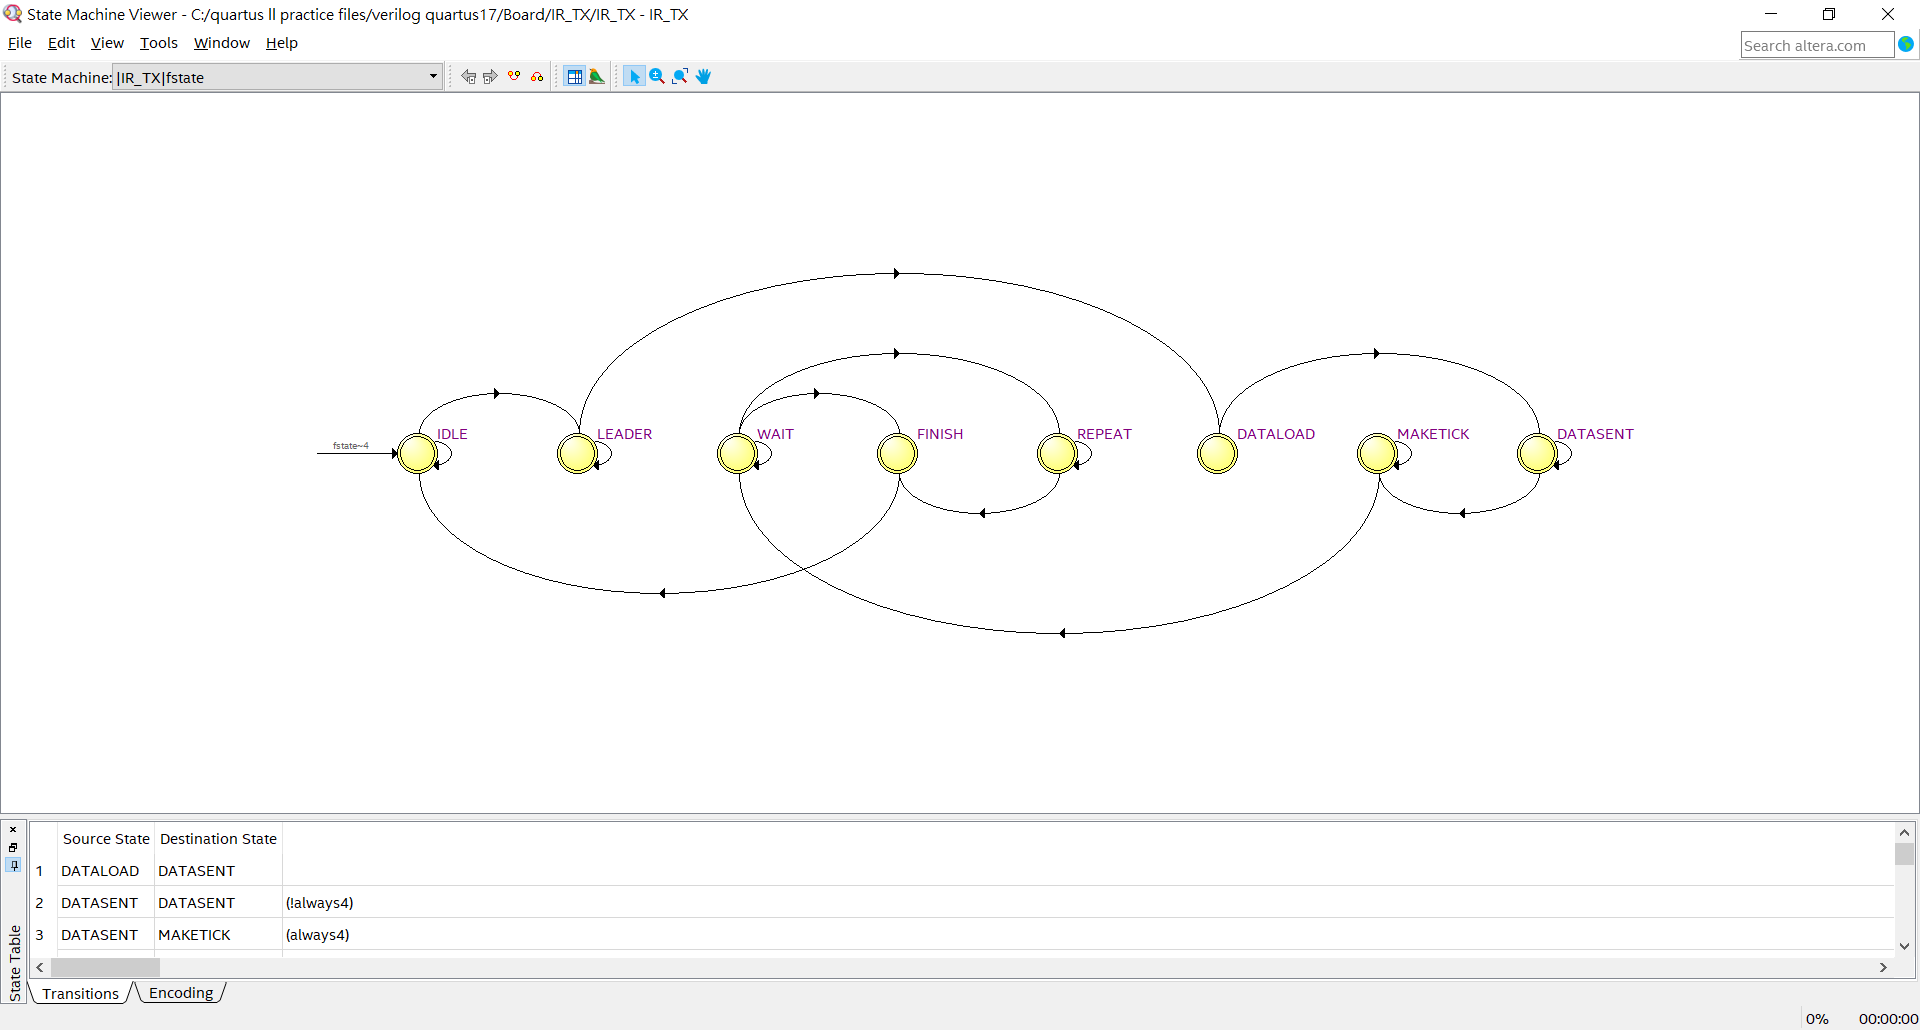 State Machine Viewer - C:/quartus ll practice files/verilog quartus17/Board/IR_TX/IR_TX - IR_TX
File Edit View Tools Window Help
Search altera.com
State Machine: |IR_TX|fstate
fstate~4
IDLE LEADER WAIT FINISH REPEAT DATALOAD MAKETICK DATASENT
Source State Destination State
1 DATALOAD DATASENT
2 DATASENT DATASENT (!always4)
3 DATASENT MAKETICK (always4)
State Table
Transitions Encoding
0% 00:00:00